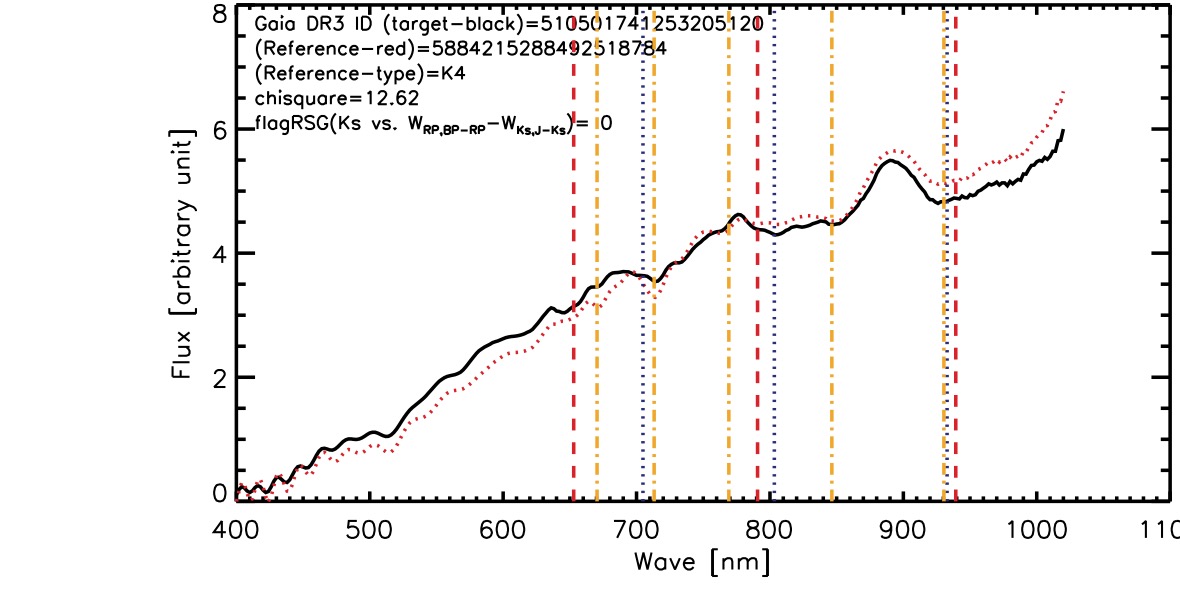 Gaia DR3 ID (target-black)=5105017412532051​20
(Reference-red)=5884215288492518784
(Reference-type)=K4
chisquare=12.62
flagRSG(Ks vs. WRP,BP-RP-WKs,J-Ks)= 0
8
6
4
2
0
Flux [arbitrary unit]
400 500 600 700 800 900 1000 110
Wave [nm]